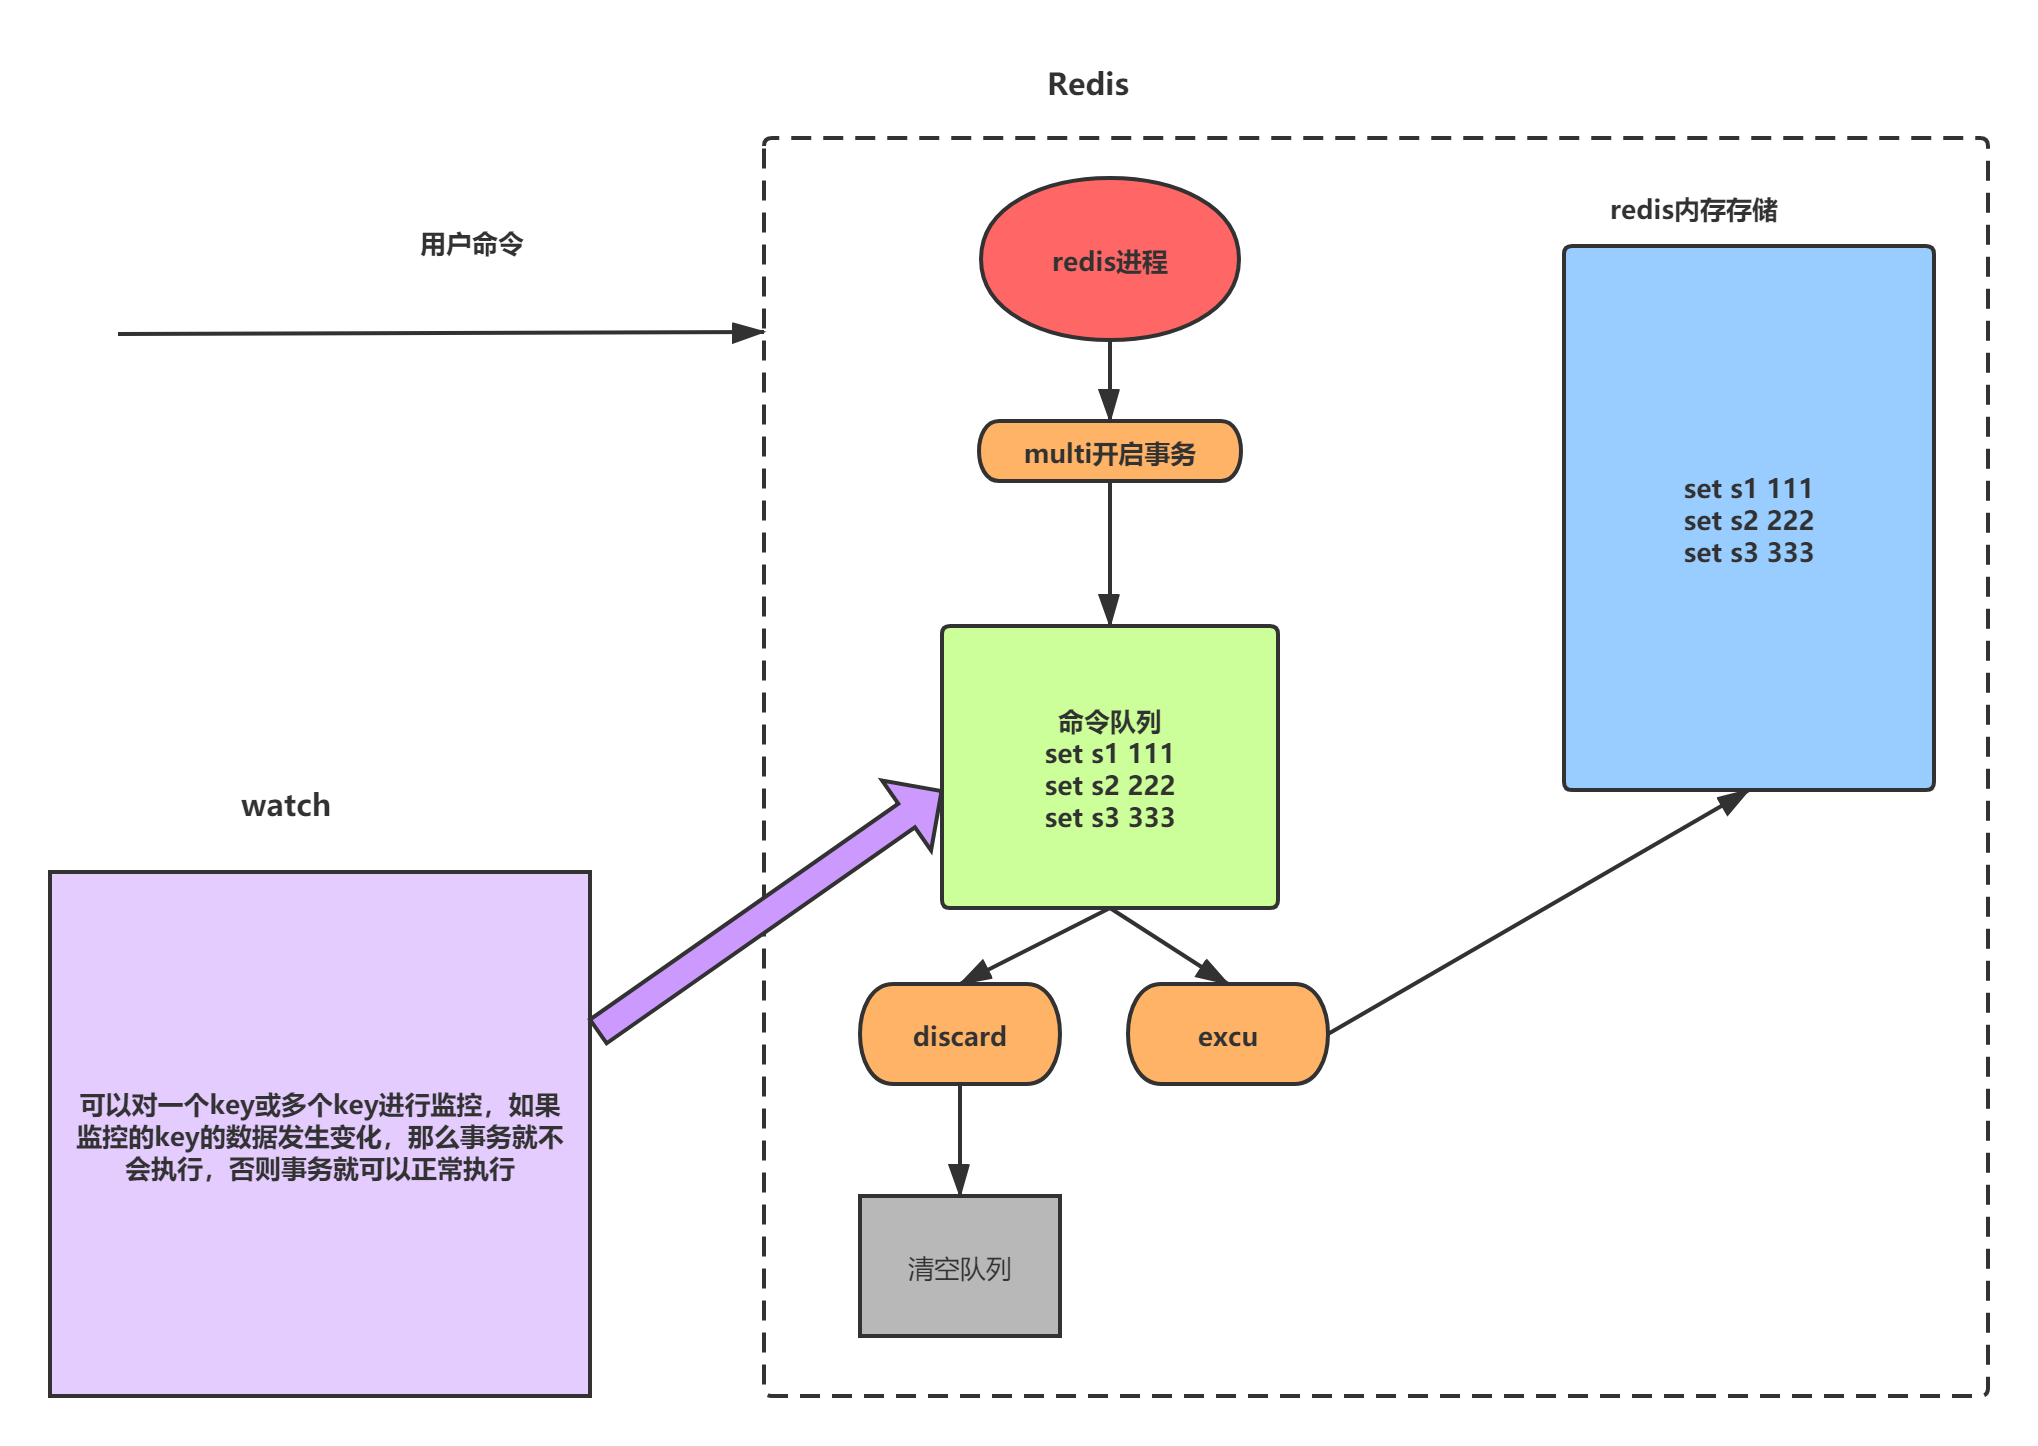 Redis
用户命令
redis进程
redis内存存储
multi开启事务
set s1 111
set s2 222
set s3 333
命令队列
set s1 111
set s2 222
set s3 333
watch
可以对一个key或多个key进行监控，如果
监控的key的数据发生变化，那么事务就不
会执行，否则事务就可以正常执行
discard
excu
清空队列